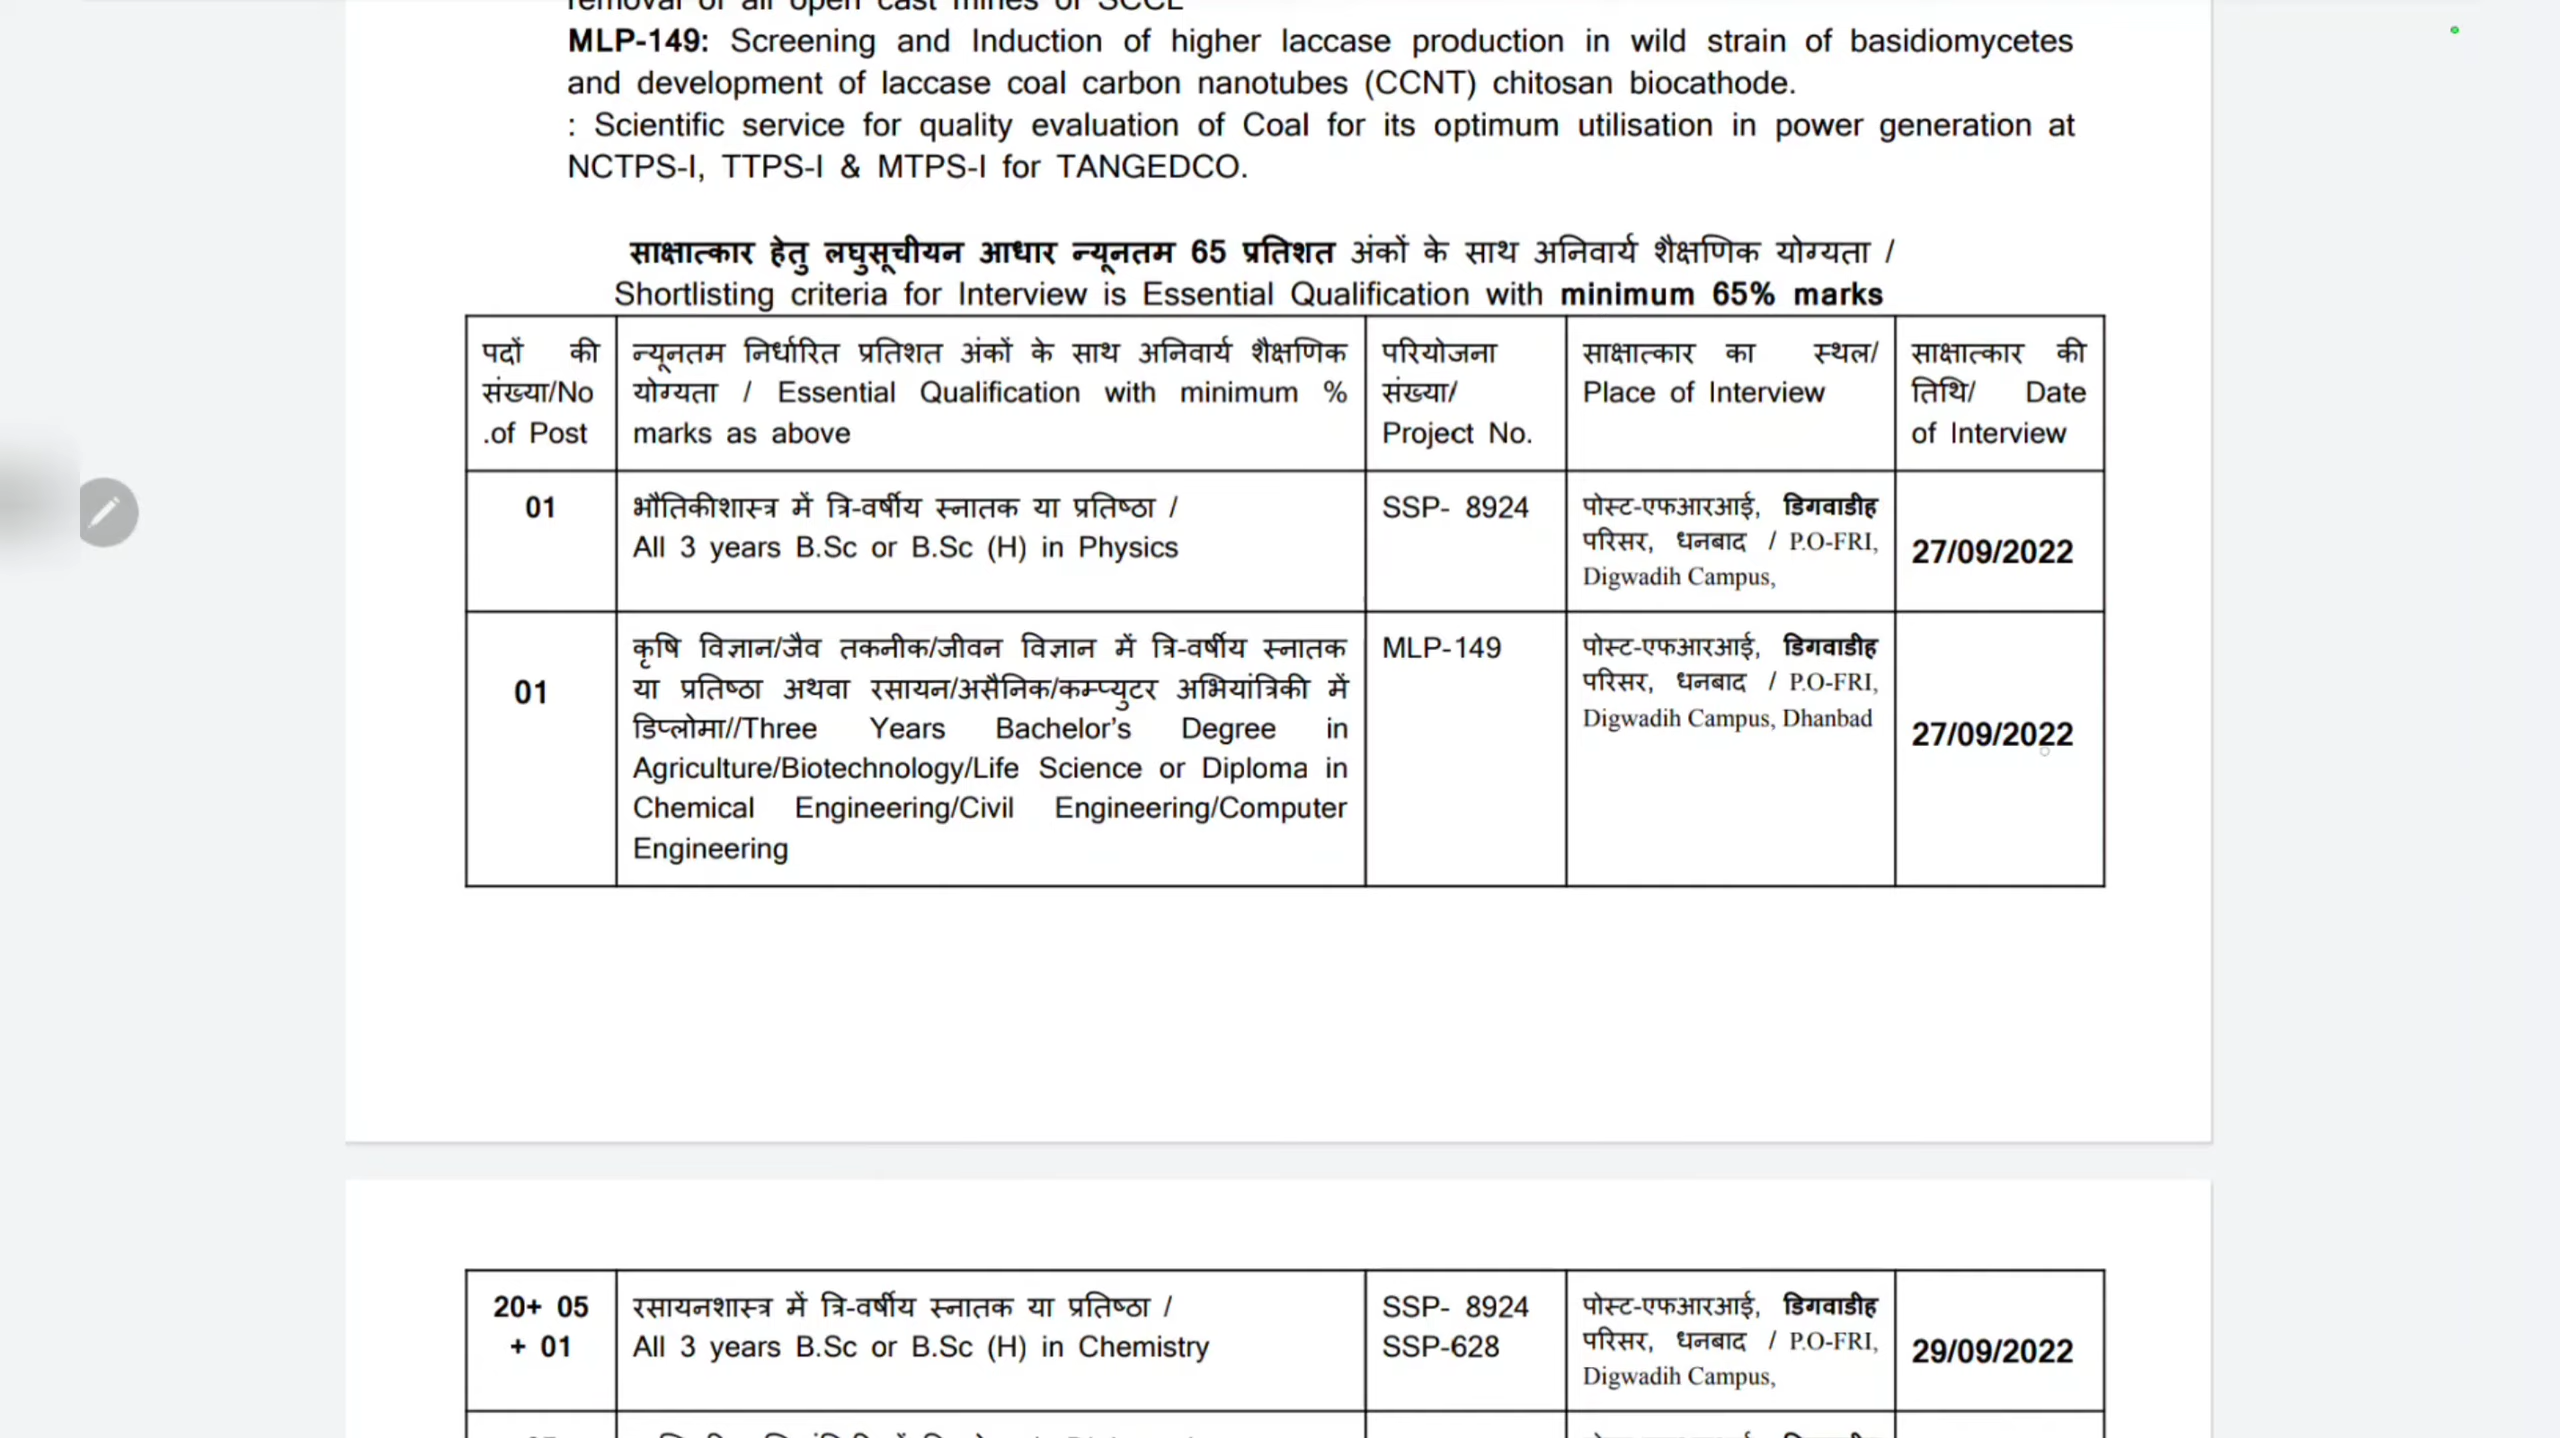 removal of all open cast mines of SCCL
MLP-149: Screening and Induction of higher laccase production in wild strain of basidiomycetes
and development of laccase coal carbon nanotubes (CCNT) chitosan biocathode.
: Scientific service for quality evaluation of Coal for its optimum utilisation in power generation at
NCTPS-I, TTPS-I & MTPS-I for TANGEDCO.
साक्षात्कार हेतु लघुसूचीयन आधार न्यूनतम 65 प्रतिशत अंकों के साथ अनिवार्य शैक्षणिक योग्यता /
Shortlisting criteria for Interview is Essential Qualification with minimum 65% marks
पदों की
संख्या/No
.of Post
न्यूनतम निर्धारित प्रतिशत अंकों के साथ अनिवार्य शैक्षणिक
योग्यता / Essential Qualification with minimum %
marks as above
परियोजना
संख्या/
Project No.
साक्षात्कार का स्थल/
Place of Interview
साक्षात्कार की
तिथि/ Date
of Interview
01
भौतिकीशास्त्र में त्रि-वर्षीय स्नातक या प्रतिष्ठा /
All 3 years B.Sc or B.Sc (H) in Physics
SSP- 8924
पोस्ट-एफआरआई, डिगवाडीह
परिसर, धनबाद / P.O-FRI,
Digwadih Campus,
27/09/2022
01
कृषि विज्ञान/जैव तकनीक/जीवन विज्ञान में त्रि-वर्षीय स्नातक
या प्रतिष्ठा अथवा रसायन/असैनिक/कम्प्युटर अभियांत्रिकी में
डिप्लोमा//Three Years Bachelor’s Degree in
Agriculture/Biotechnology/Life Science or Diploma in
Chemical Engineering/Civil Engineering/Computer
Engineering
MLP-149
पोस्ट-एफआरआई, डिगवाडीह
परिसर, धनबाद / P.O-FRI,
Digwadih Campus, Dhanbad
27/09/2022
20+ 05
+ 01
रसायनशास्त्र में त्रि-वर्षीय स्नातक या प्रतिष्ठा /
All 3 years B.Sc or B.Sc (H) in Chemistry
SSP- 8924
SSP-628
पोस्ट-एफआरआई, डिगवाडीह
परिसर, धनबाद / P.O-FRI,
Digwadih Campus,
29/09/2022